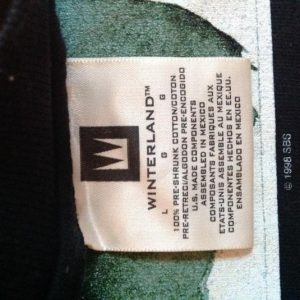 WINTERLAND™
L G G
100% PRE-SHRUNK COTTON/COTON
PRE-RETRECI/ALGODON PRE-ENCOGIDO
U.S. MADE COMPONENTS
ASSEMBLED IN MEXICO
COMPOSANTS FABRIQUES AUX
ETATS-UNIS ASSEMBLE AU MEXIQUE
COMPONENTES HECHOS EN EE.UU.
ENSAMBLADO EN MEXICO
© 1998 SBS